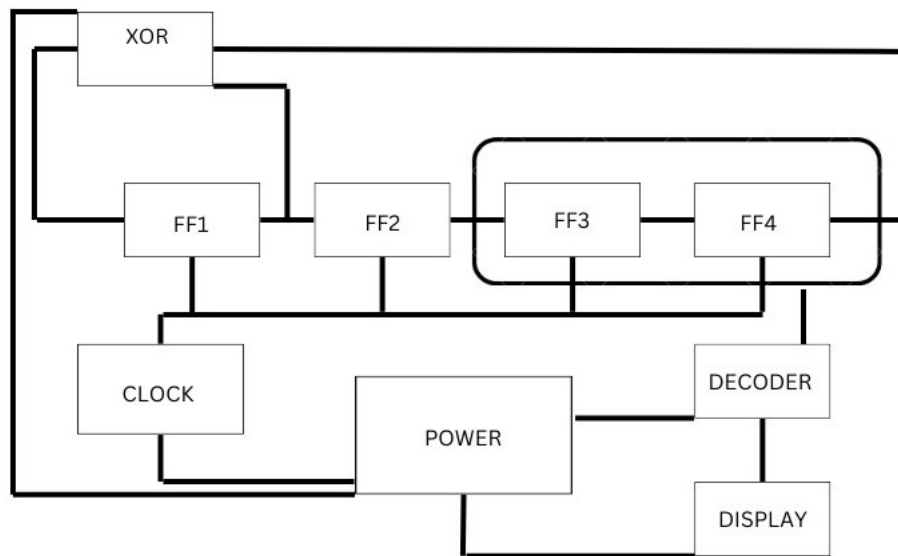 XOR
FF1
FF2
FF3
FF4
CLOCK
POWER
DECODER
DISPLAY